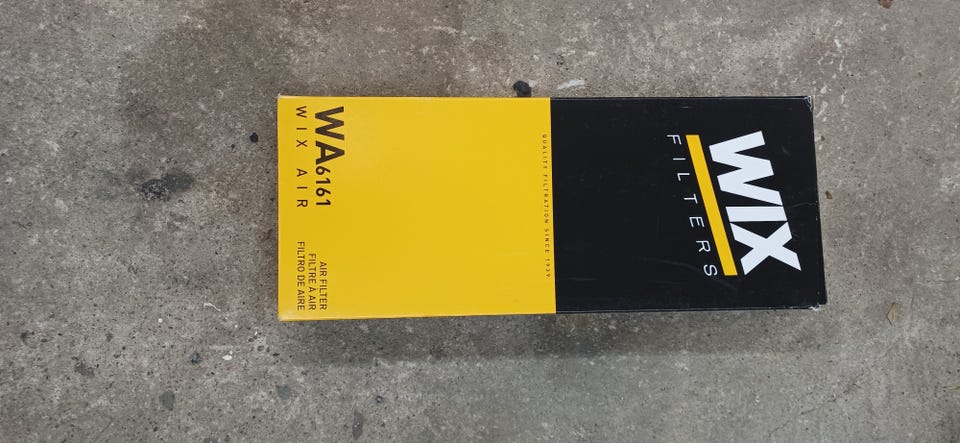 WIX
FILTERS
QUALITY FILTRATION SINCE 1939
WA6161
WIX AIR
AIR FILTER
FILTRE À AIR
FILTRO DE AIRE